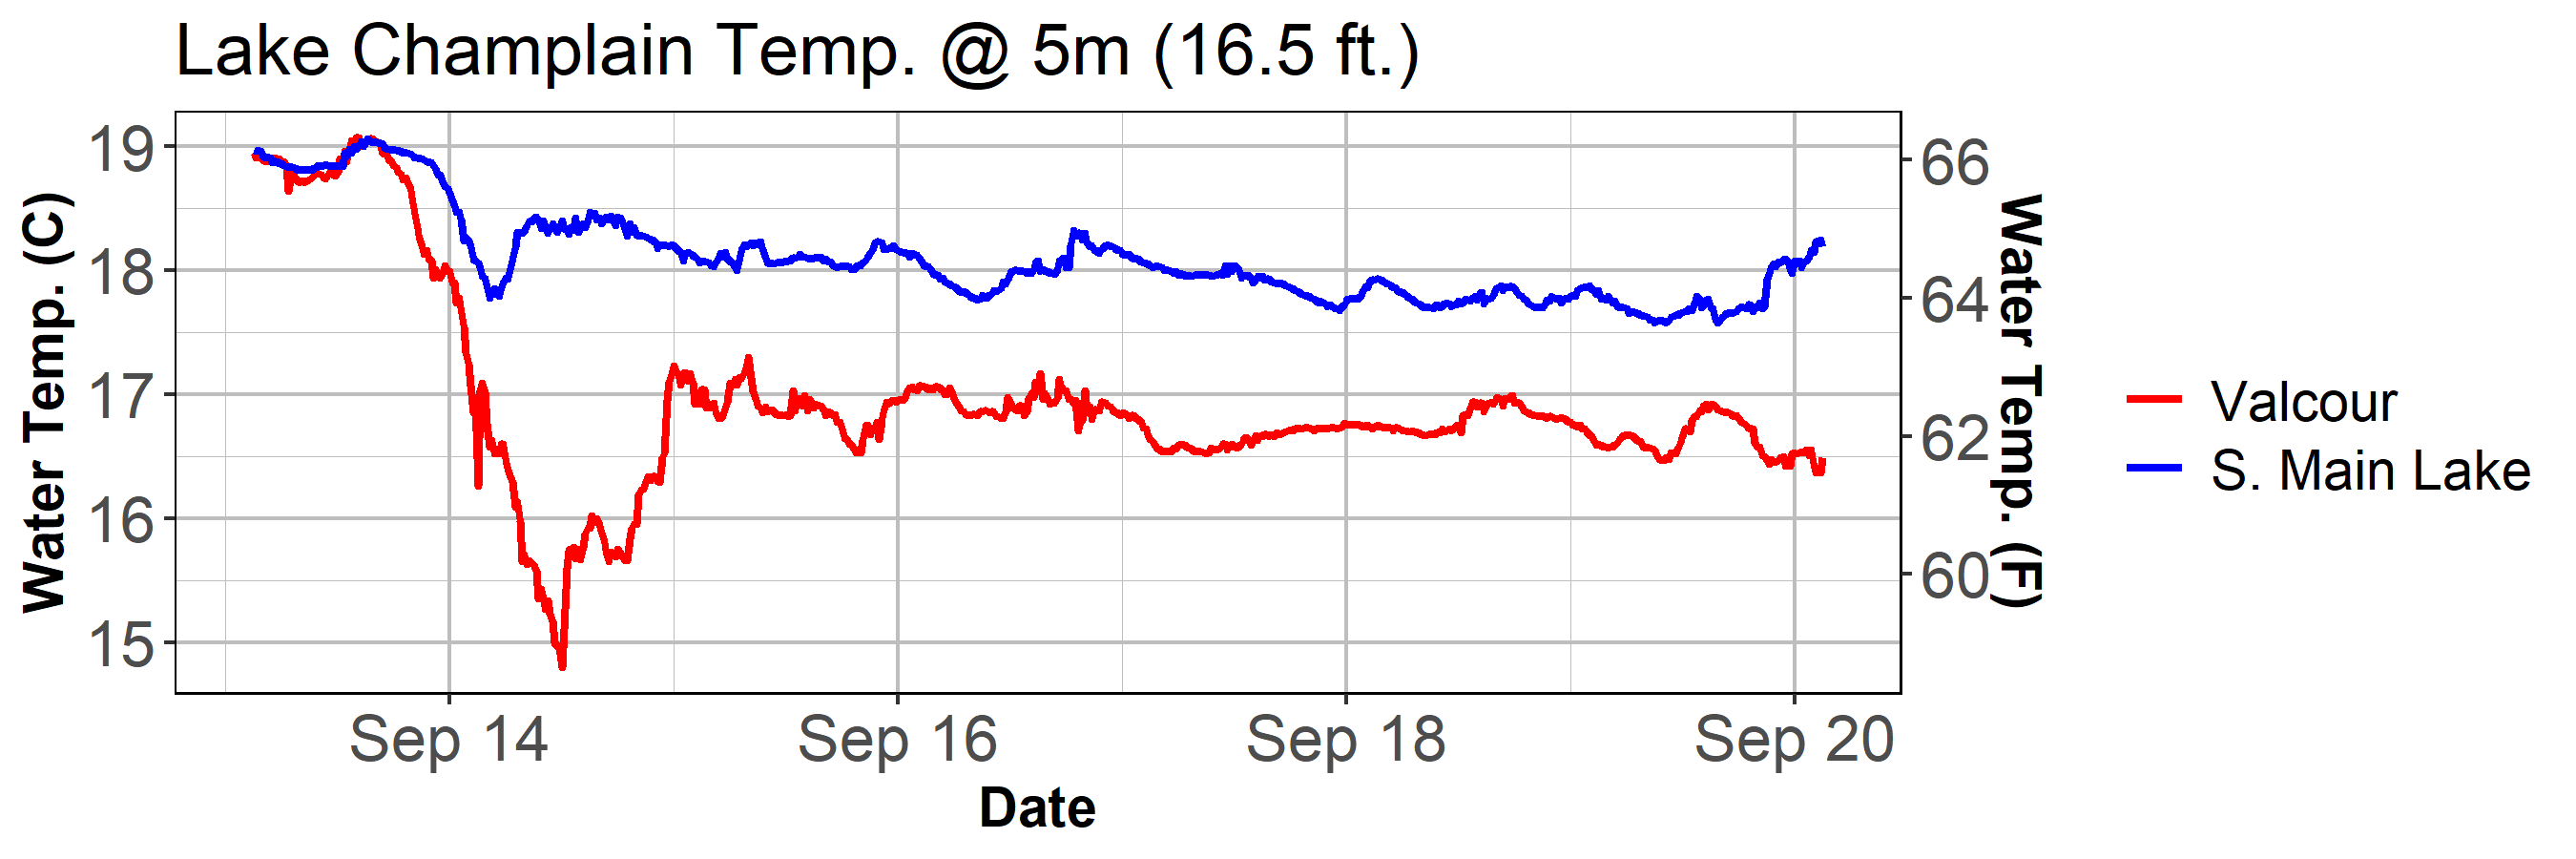 Lake Champlain Temp. @ 5m (16.5 ft.)
Water Temp. (C)
19
18
17
16
15
66
64
62
60
Water Temp. (F)
Sep 14 Sep 16 Sep 18 Sep 20
Date
Valcour
S. Main Lake